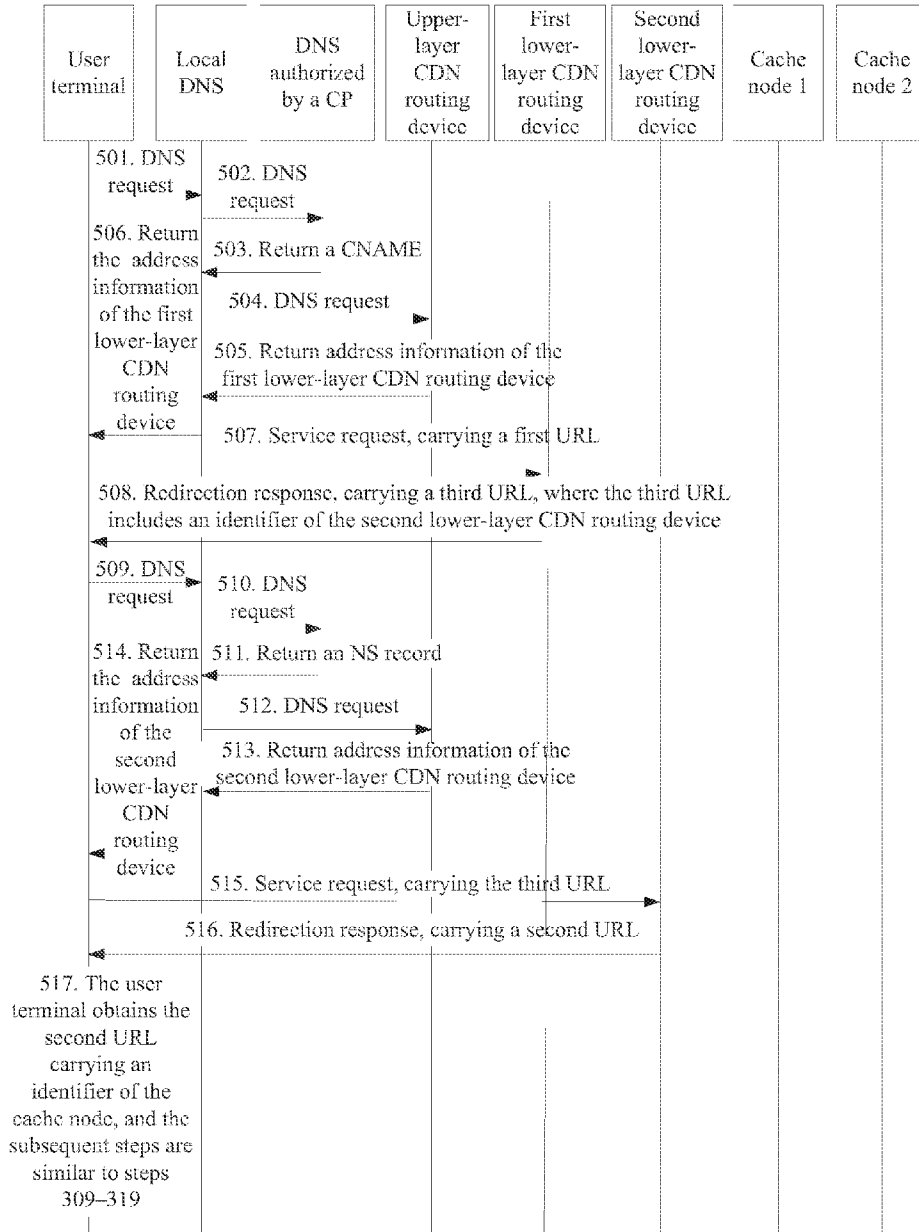 User
terminal
Local
DNS
DNS
authorized
by a CP
Upper-
layer CDN
routing
device
First
lower-
layer CDN
routing
device
Second
lower-
layer CDN
routing
device
Cache
node 1
Cache
node 2
501. DNS
request
502. DNS
request
503. Return a CNAME
504. DNS request
505. Return address information of the
first lower-layer CDN routing device
506. Return
the address
information
of the first
lower-layer
CDN
routing
device
507. Service request, carrying a first URL
508. Redirection response, carrying a third URL, where the third URL
includes an identifier of the second lower-layer CDN routing device
509. DNS
request
510. DNS
request
511. Return an NS record
512. DNS request
513. Return address information of the
second lower-layer CDN routing device
514. Return
the address
information
of the
second
lower-layer
CDN
routing
device
515. Service request, carrying the third URL
516. Redirection response, carrying a second URL
517. The user
terminal obtains the
second URL
carrying an
identifier of the
cache node, and the
subsequent steps are
similar to steps
309–319